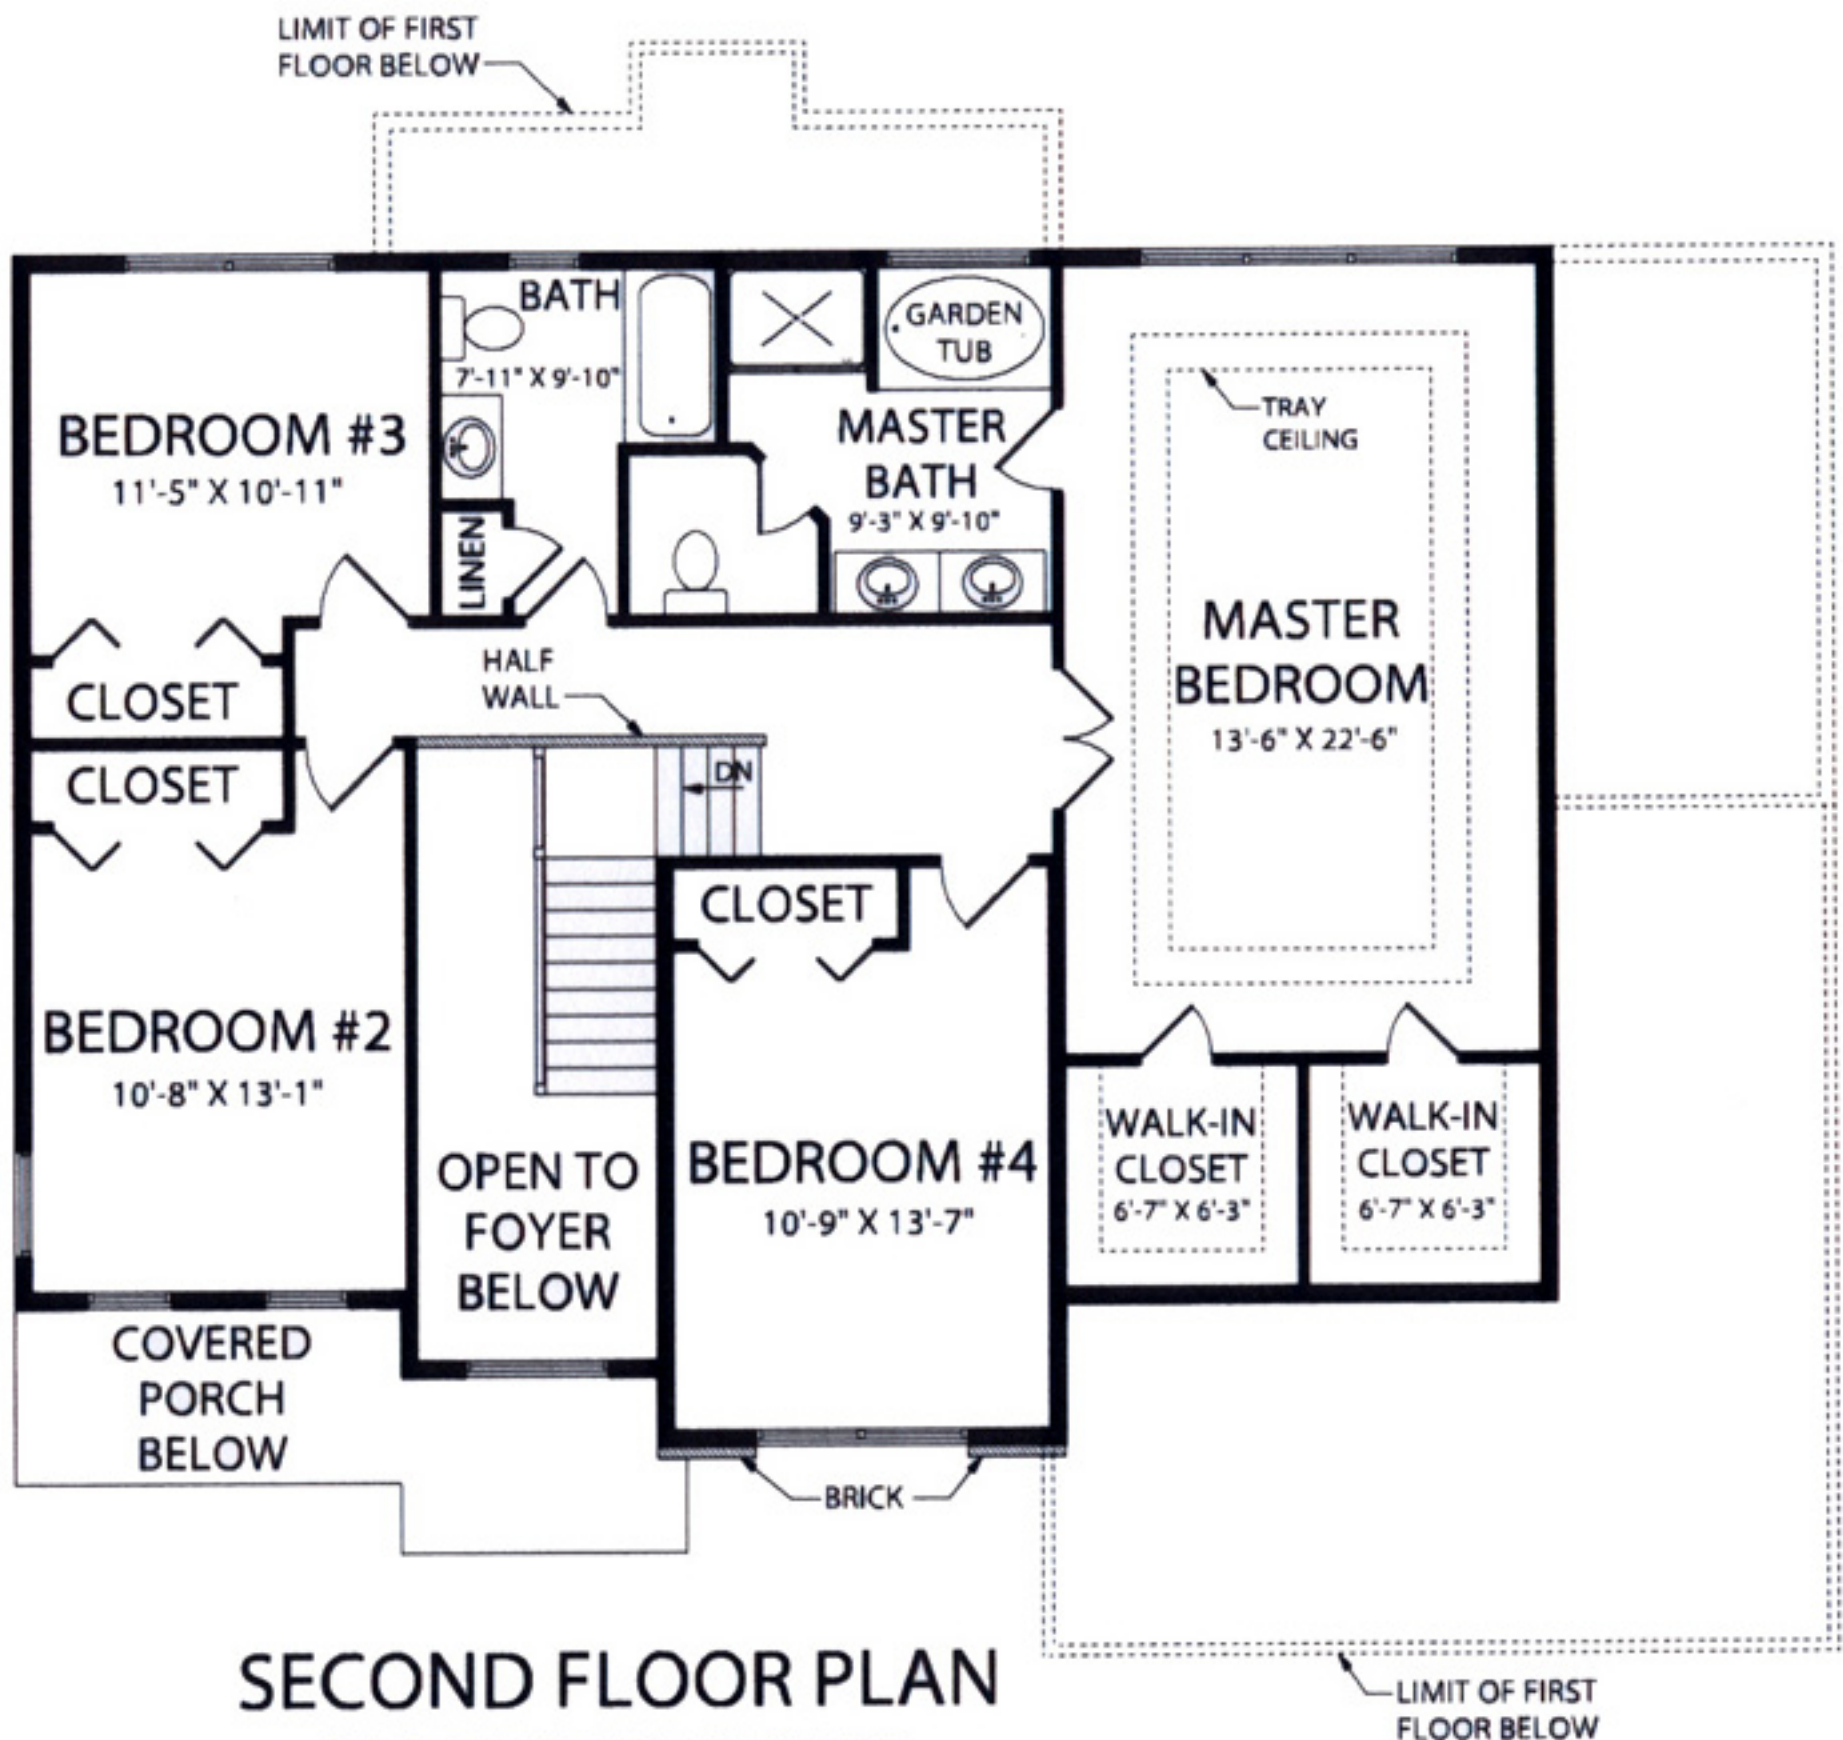 LIMIT OF FIRST
FLOOR BELOW
BATH
7'-11" X 9'-10"
GARDEN
TUB
TRAY
CEILING
BEDROOM #3
11'-5" X 10'-11"
MASTER
BATH
9'-3" X 9'-10"
LINEN
MASTER
BEDROOM
13'-6" X 22'-6"
HALF
WALL
CLOSET
CLOSET
DN
CLOSET
BEDROOM #2
10'-8" X 13'-1"
OPEN TO
FOYER
BELOW
BEDROOM #4
10'-9" X 13'-7"
WALK-IN
CLOSET
6'-7" X 6'-3"
WALK-IN
CLOSET
6'-7" X 6'-3"
COVERED
PORCH
BELOW
BRICK
SECOND FLOOR PLAN
LIMIT OF FIRST
FLOOR BELOW